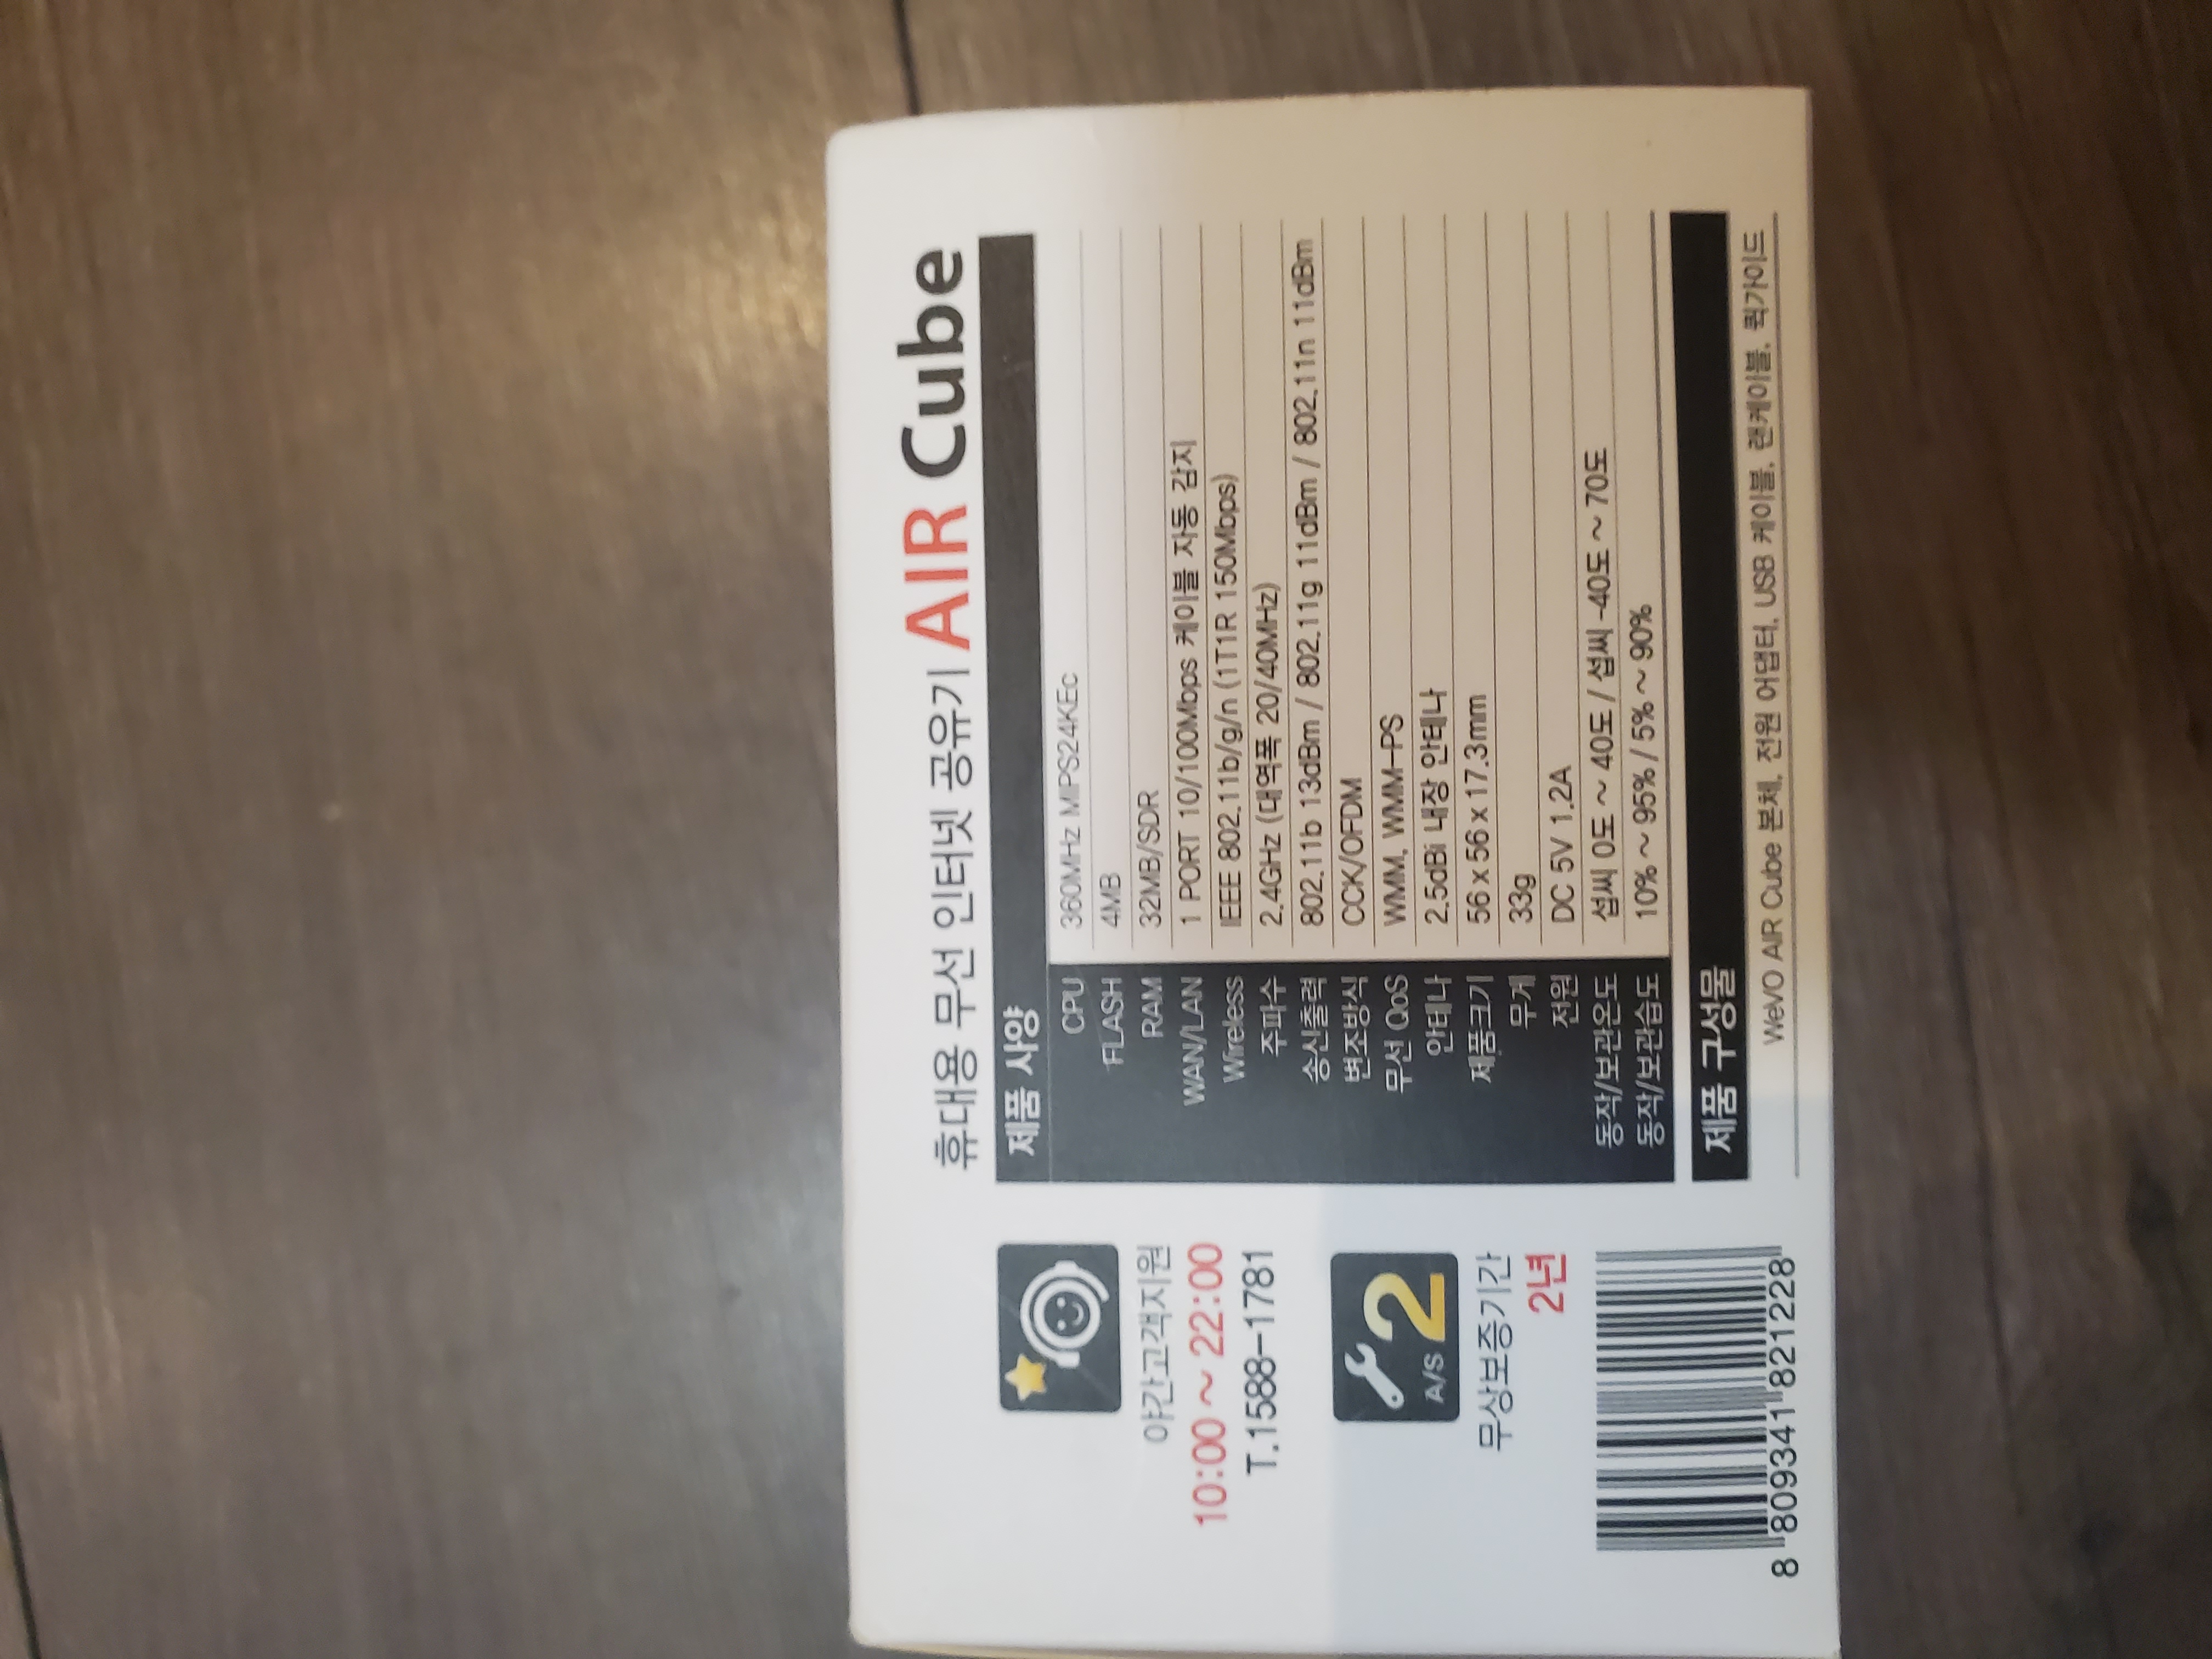 휴대용 무선 인터넷 공유기 AIR Cube
제품 사양
CPU 360MHz MIPS24KEc
FLASH 4MB
RAM 32MB/SDR
WAN/LAN 1 PORT 10/100Mbps 케이블 자동 감지
Wireless IEEE 802.11b/g/n (1T1R 150Mbps)
주파수 2.4GHz (대역폭 20/40MHz)
송신출력 802.11b 13dBm / 802.11g 11dBm / 802.11n 11dBm
변조방식 CCK/OFDM
무선 QoS WMM, WMM-PS
안테나 2.5dBi 내장 안테나
제품크기 56 x 56 x 17.3mm
무게 33g
전원 DC 5V 1.2A
동작/보관온도 섭씨 0도 ~ 40도 / 섭씨 -40도 ~ 70도
동작/보관습도 10% ~ 95% / 5% ~ 90%
제품 구성물
WeVO AIR Cube 본체, 전원 어댑터, USB 케이블, 랜케이블, 퀵가이드
야간고객지원
10:00 ~ 22:00
T.1588-1781
A/S 2
무상보증기간
2년
8 809341 821228